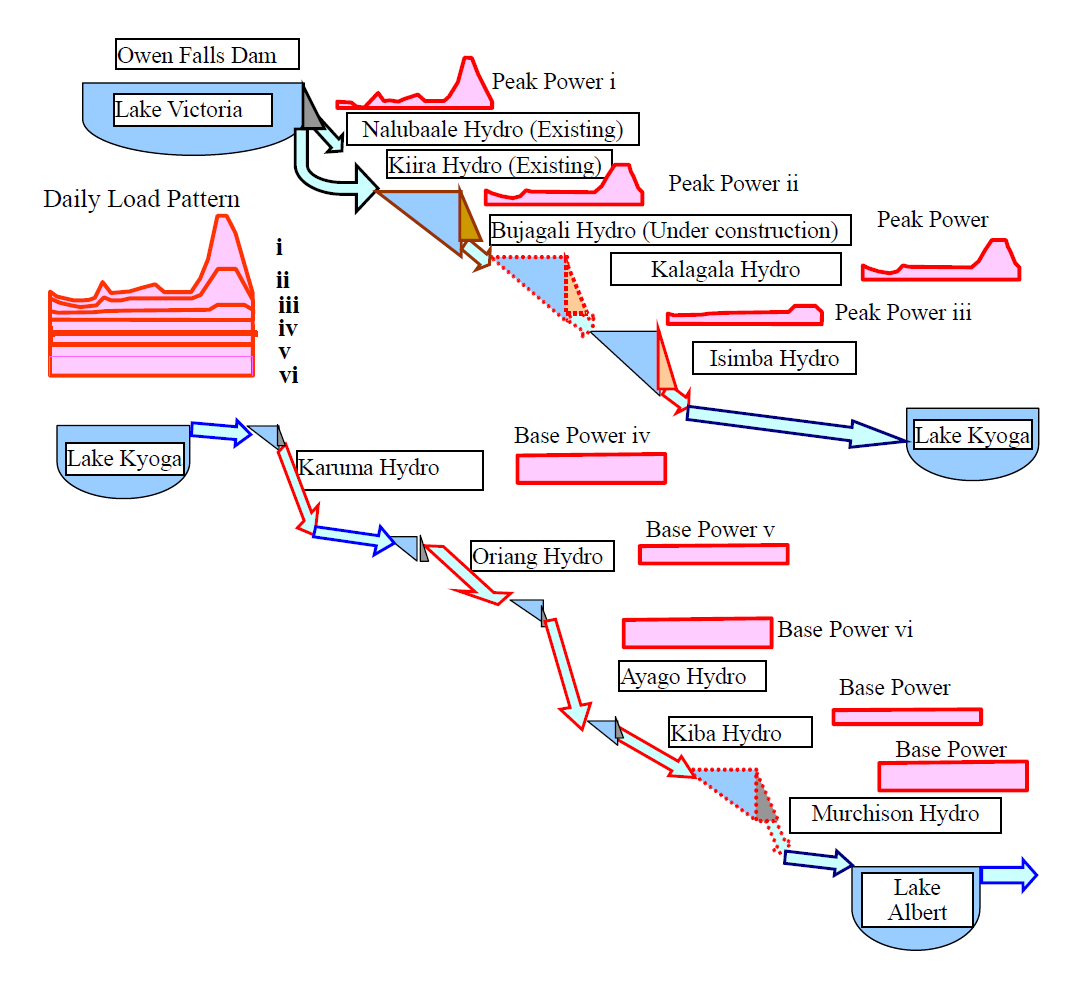 Owen Falls Dam
Lake Victoria
Peak Power i
Nalubaale Hydro (Existing)
Kiira Hydro (Existing)
Peak Power ii
Daily Load Pattern
Bujagali Hydro (Under construction)
Peak Power
i
Kalagala Hydro
ii
iii
Peak Power iii
iv
v
Isimba Hydro
vi
Lake Kyoga
Base Power iv
Lake Kyoga
Karuma Hydro
Base Power v
Oriang Hydro
Base Power vi
Ayago Hydro
Base Power
Kiba Hydro
Base Power
Murchison Hydro
Lake
Albert